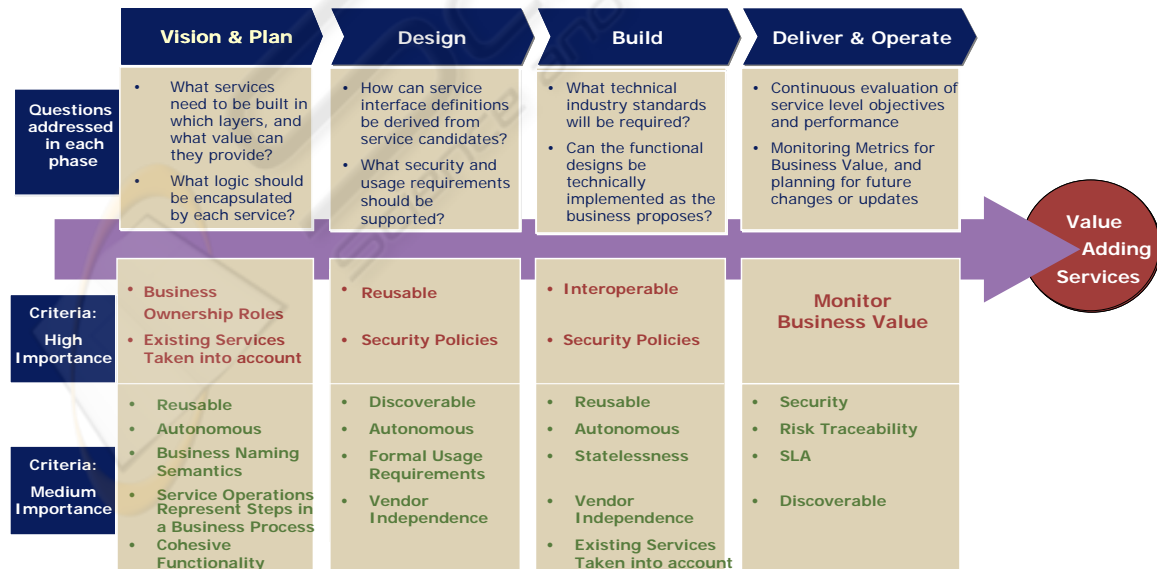 Vision & Plan
Design
Build
Deliver & Operate
Questions
addressed
in each
phase
• What services
need to be built in
which layers, and
what value can
they provide?
• What logic should
be encapsulated
by each service?
• How can service
interface definitions
be derived from
service candidates?
• What security and
usage requirements
should be
supported?
• What technical
industry standards
will be required?
• Can the functional
designs be
technically
implemented as the
business proposes?
• Continuous evaluation of
service level objectives
and performance
• Monitoring Metrics for
Business Value, and
planning for future
changes or updates
Value
Adding
Services
Criteria:
High
Importance
• Business
Ownership Roles
• Existing Services
Taken into account
• Reusable
• Security Policies
• Interoperable
• Security Policies
Monitor
Business Value
Criteria:
Medium
Importance
• Reusable
• Autonomous
• Business Naming
Semantics
• Service Operations
Represent Steps in
a Business Process
• Cohesive
Functionality
• Discoverable
• Autonomous
• Formal Usage
Requirements
• Vendor
Independence
• Reusable
• Autonomous
• Statelessness
• Vendor
Independence
• Existing Services
Taken into account
• Security
• Risk Traceability
• SLA
• Discoverable